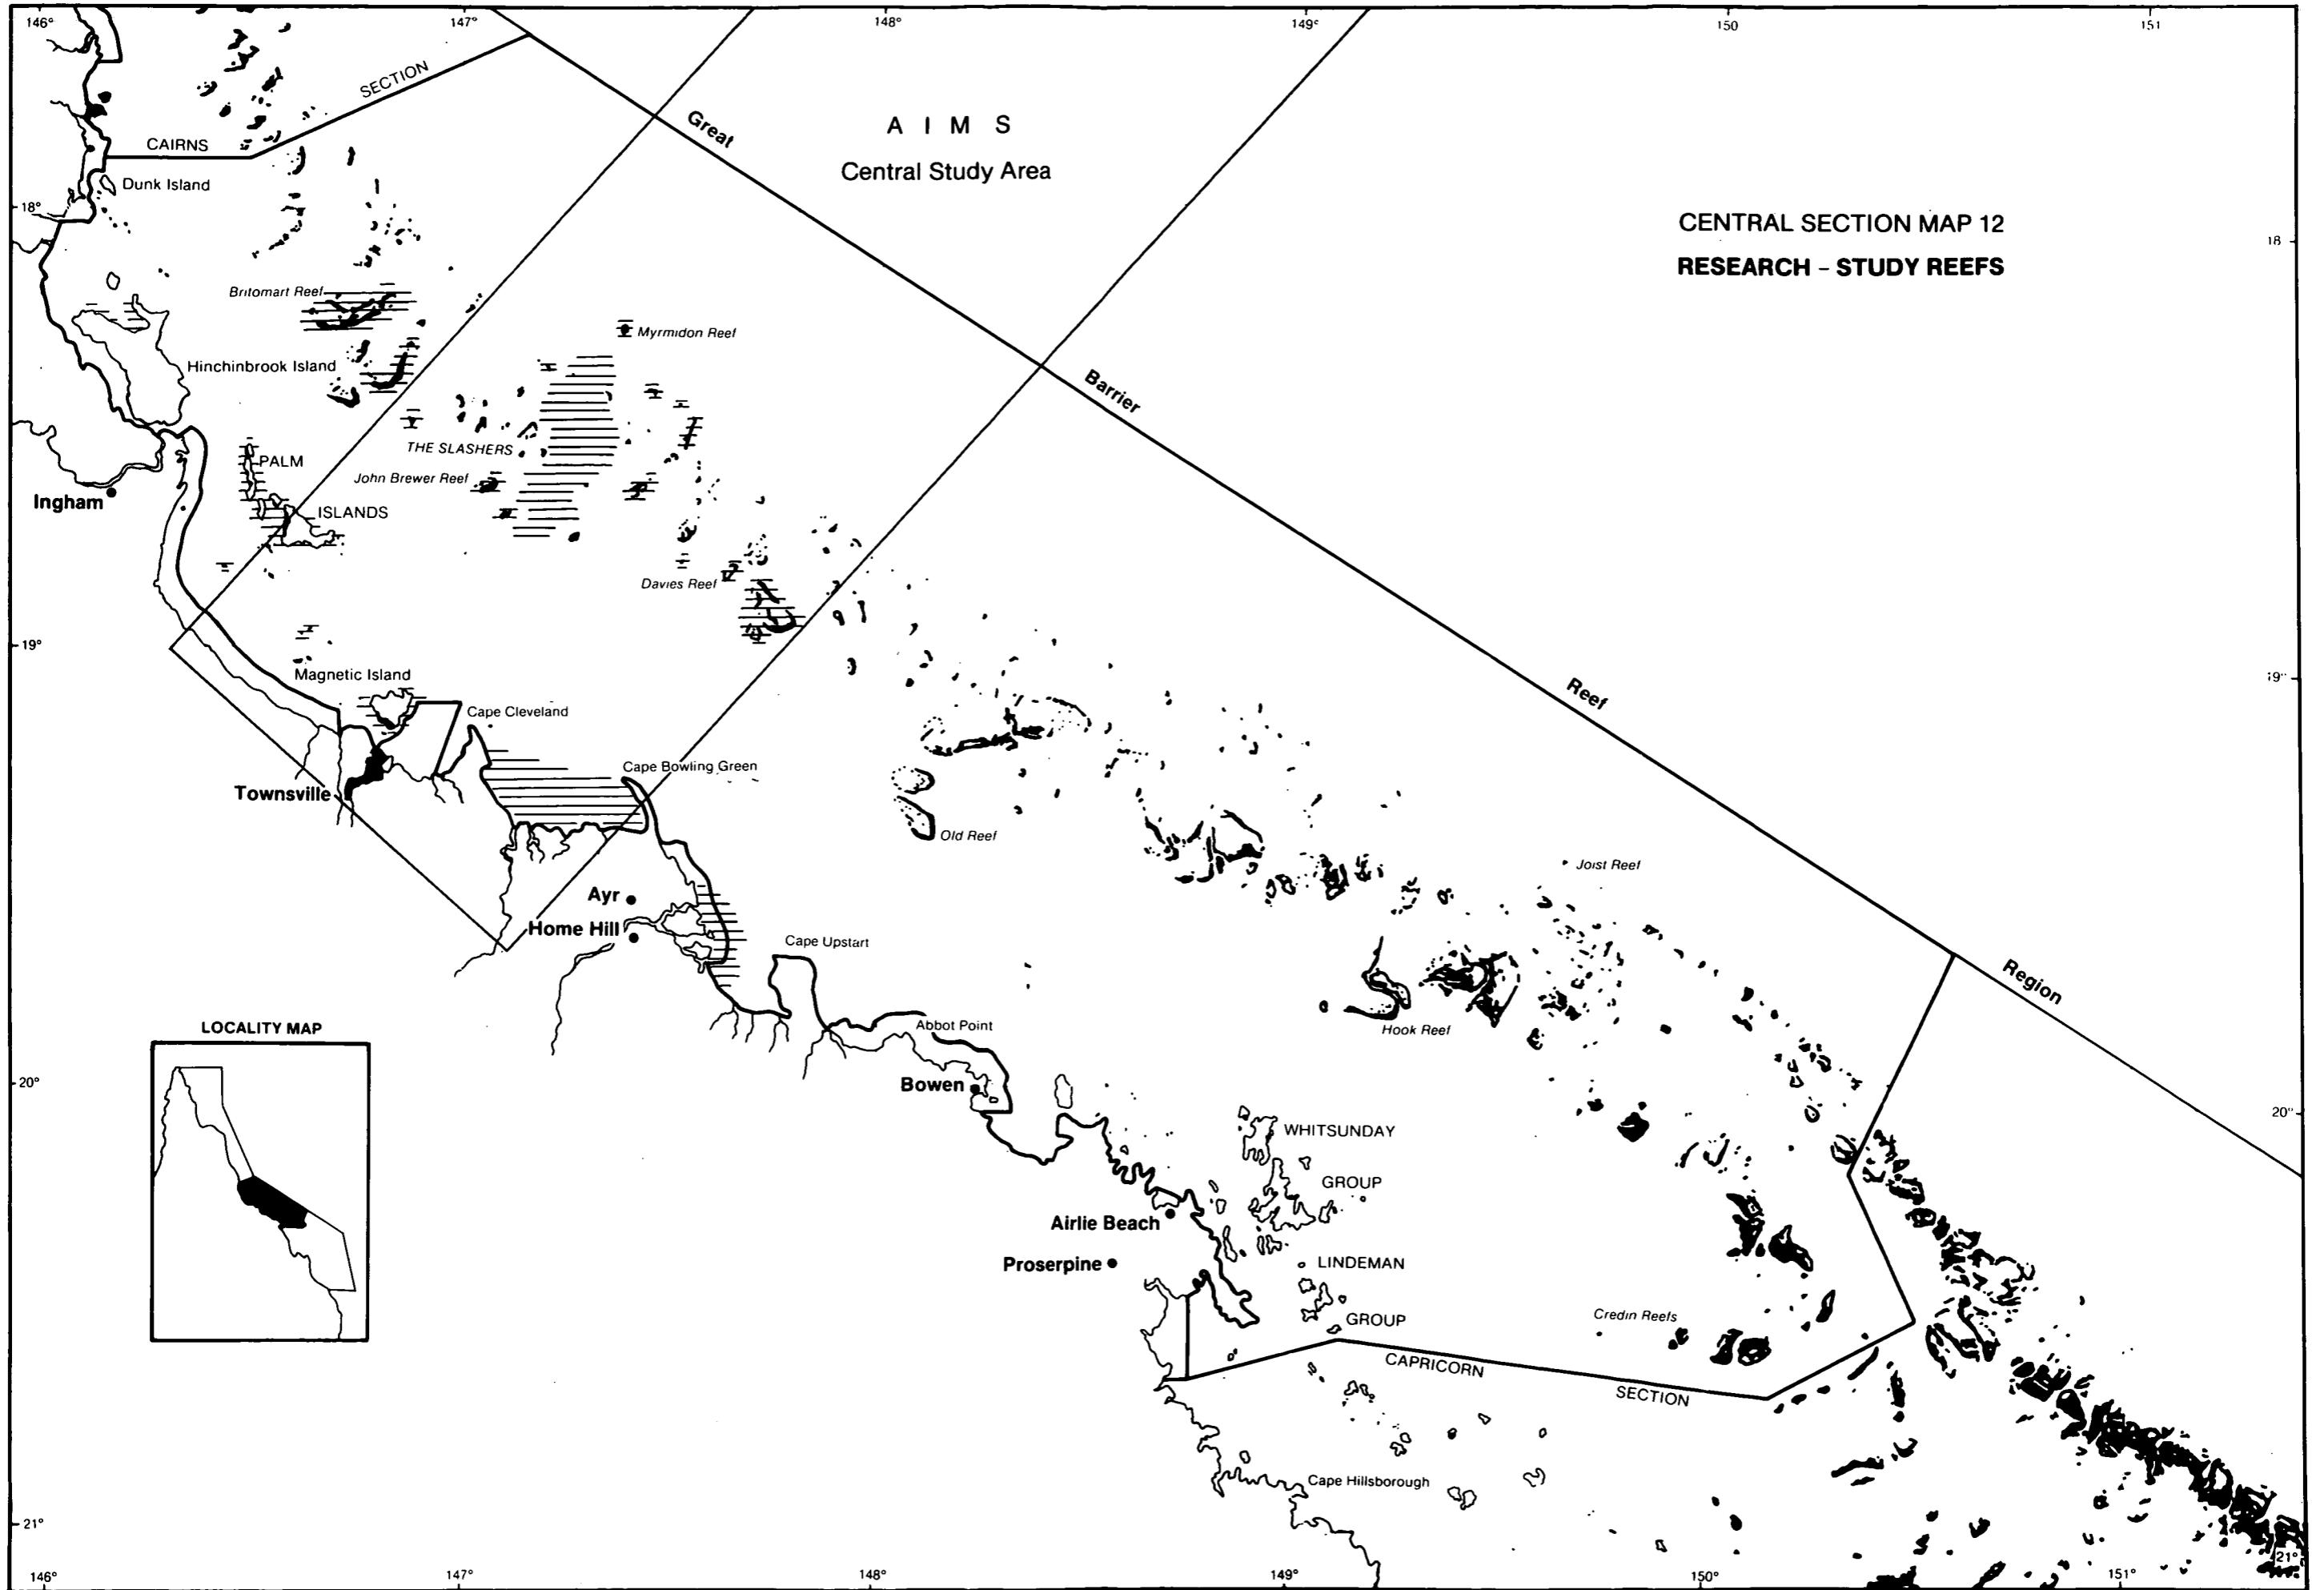 146°
147°
148°
149°
150
151
SECTION
CAIRNS
Great
A I M S
Central Study Area
Dunk Island
18°
CENTRAL SECTION MAP 12
RESEARCH – STUDY REEFS
18
Britomart Reef
Myrmidon Reef
Hinchinbrook Island
Barrier
THE SLASHERS
PALM
John Brewer Reef
Ingham
ISLANDS
Davies Reef
19°
Magnetic Island
Reef
19°
Cape Cleveland
Cape Bowling Green
Townsville
Old Reef
Joist Reef
Ayr
Home Hill
Cape Upstart
Region
LOCALITY MAP
Abbot Point
Hook Reef
20°
Bowen
20°
WHITSUNDAY
GROUP
Airlie Beach
Proserpine
LINDEMAN
GROUP
Credin Reefs
CAPRICORN
SECTION
Cape Hillsborough
21°
21°
146°
147°
148°
149°
150°
151°